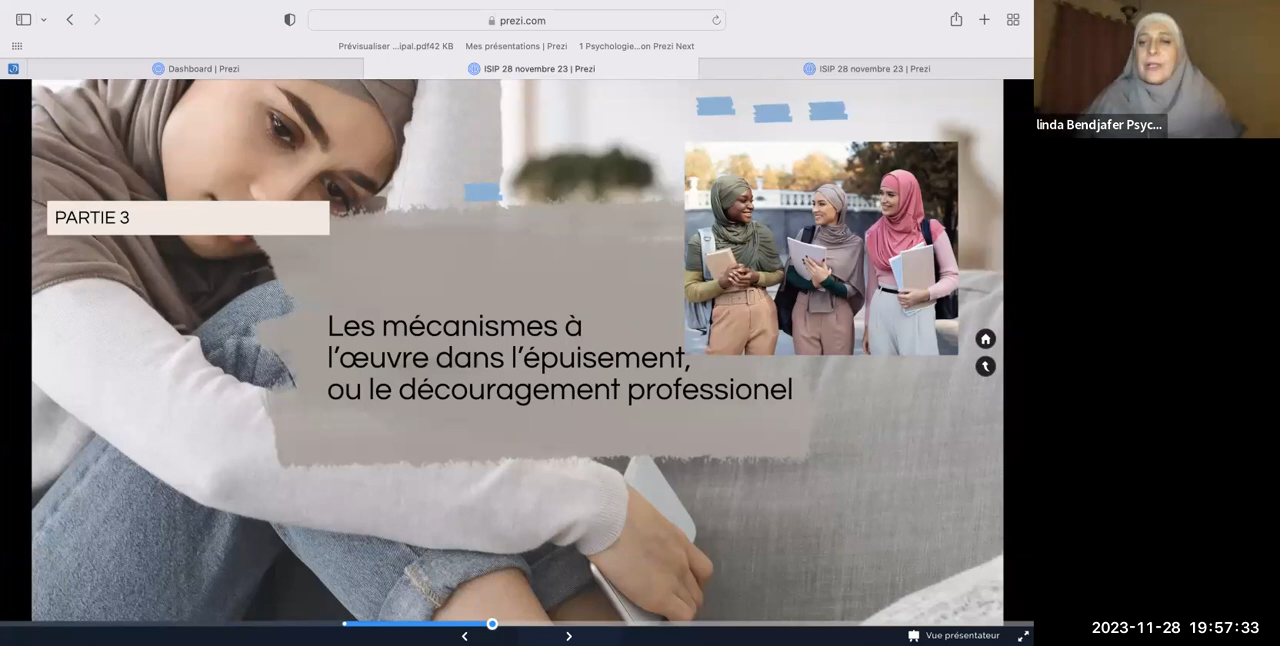 prezi.com
Prévisualiser ...ipal.pdf42 KB
Mes présentations | Prezi
1 Psychologie...on Prezi Next
Dashboard | Prezi
ISIP 28 novembre 23 | Prezi
ISIP 28 novembre 23 | Prezi
linda Bendjafer Psyc...
PARTIE 3
Les mécanismes à
l'œuvre dans l'épuisement,
ou le découragement professionel
Vue présentateur
2023-11-28 19:57:33